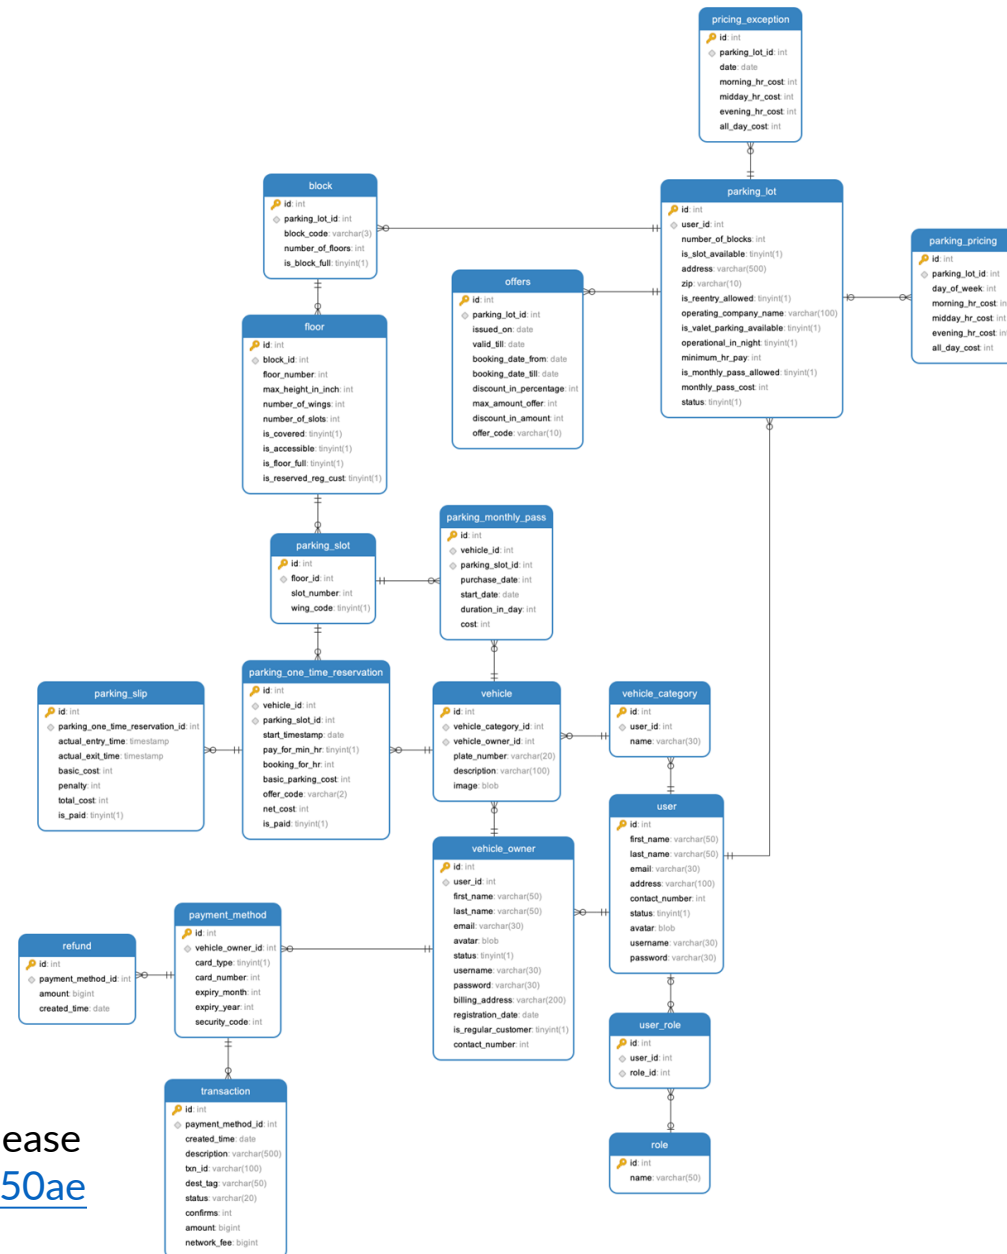 pricing_exception
id: int
parking_lot_id: int
date: date
morning_hr_cost: int
midday_hr_cost: int
evening_hr_cost: int
all_day_cost: int
block
id: int
parking_lot_id: int
block_code: varchar(3)
number_of_floors: int
is_block_full: tinyint(1)
parking_lot
id: int
user_id: int
number_of_blocks: int
is_slot_available: tinyint(1)
address: varchar(500)
zip: varchar(10)
is_reentry_allowed: tinyint(1)
operating_company_name: varchar(100)
is_valet_parking_available: tinyint(1)
operational_in_night: tinyint(1)
minimum_hr_pay: int
is_monthly_pass_allowed: tinyint(1)
monthly_pass_cost: int
status: tinyint(1)
parking_pricing
id: int
parking_lot_id: int
day_of_week: int
morning_hr_cost: in
midday_hr_cost: int
evening_hr_cost: in
all_day_cost: int
offers
id: int
parking_lot_id: int
issued_on: date
valid_till: date
booking_date_from: date
booking_date_till: date
discount_in_percentage: int
max_amount_offer: int
discount_in_amount: int
offer_code: varchar(10)
floor
id: int
block_id: int
floor_number: int
max_height_in_inch: int
number_of_wings: int
number_of_slots: int
is_covered: tinyint(1)
is_accessible: tinyint(1)
is_floor_full: tinyint(1)
is_reserved_reg_cust: tinyint(1)
parking_slot
id: int
floor_id: int
slot_number: int
wing_code: tinyint(1)
parking_monthly_pass
id: int
vehicle_id: int
parking_slot_id: int
purchase_date: int
start_date: date
duration_in_day: int
cost: int
parking_slip
id: int
parking_one_time_reservation_id: int
actual_entry_time: timestamp
actual_exit_time: timestamp
basic_cost: int
penalty: int
total_cost: int
is_paid: tinyint(1)
parking_one_time_reservation
id: int
vehicle_id: int
parking_slot_id: int
start_timestamp: date
pay_for_min_hr: tinyint(1)
booking_for_hr: int
basic_parking_cost: int
offer_code: varchar(2)
net_cost: int
is_paid: tinyint(1)
vehicle
id: int
vehicle_category_id: int
vehicle_owner_id: int
plate_number: varchar(20)
description: varchar(100)
image: blob
vehicle_category
id: int
user_id: int
name: varchar(30)
user
id: int
first_name: varchar(50)
last_name: varchar(50)
email: varchar(30)
address: varchar(100)
contact_number: int
status: tinyint(1)
avatar: blob
username: varchar(30)
password: varchar(30)
vehicle_owner
id: int
user_id: int
first_name: varchar(50)
last_name: varchar(50)
email: varchar(30)
avatar: blob
status: tinyint(1)
username: varchar(30)
password: varchar(30)
billing_address: varchar(200)
registration_date: date
is_regular_customer: tinyint(1)
contact_number: int
payment_method
id: int
vehicle_owner_id: int
card_type: tinyint(1)
card_number: int
expiry_month: int
expiry_year: int
security_code: int
refund
id: int
payment_method_id: int
amount: bigint
created_time: date
user_role
id: int
user_id: int
role_id: int
transaction
id: int
payment_method_id: int
created_time: date
description: varchar(500)
txn_id: varchar(100)
dest_tag: varchar(50)
status: varchar(20)
confirms: int
amount: bigint
network_fee: bigint
role
id: int
name: varchar(50)
lease
50ae